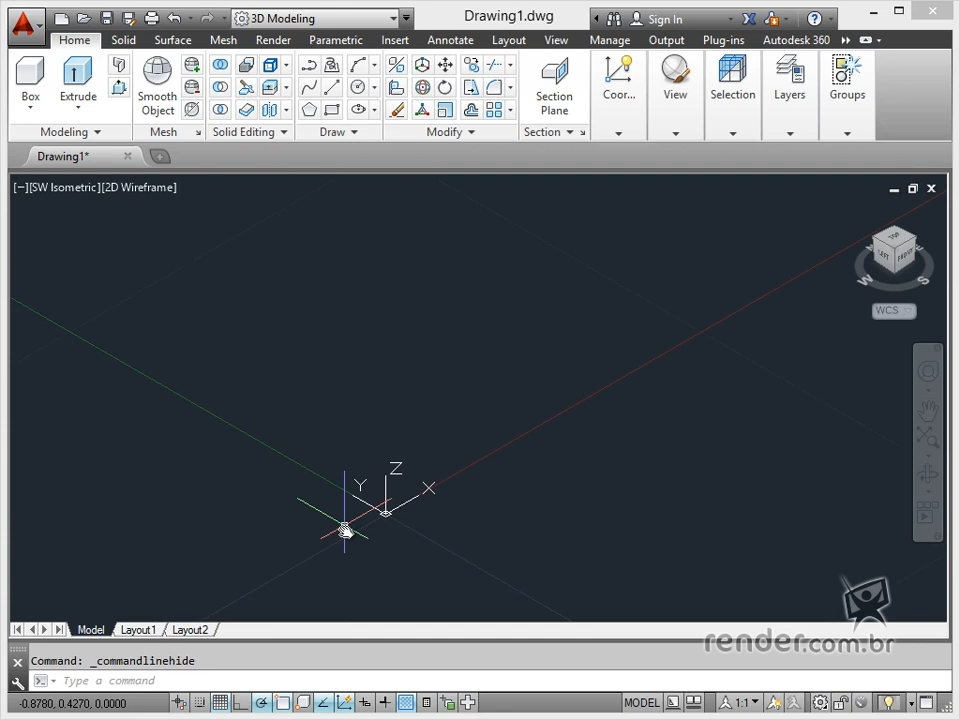 3D Modeling
Drawing1.dwg
Sign In
Home Solid Surface Mesh Render Parametric Insert Annotate Layout View Manage Output Plug-ins Autodesk 360
Box
Extrude
Smooth
Object
Section
Plane
Coor...
View
Selection
Layers
Groups
Modeling Mesh Solid Editing Draw Modify Section
Drawing1*
[−][SW Isometric][2D Wireframe]
TOP
LEFT
FRONT
W
S
WCS
Z
Y
X
render.com.br
Model Layout1 Layout2
Command: _commandlinehide
Type a command
-0.8780, 0.4270, 0.0000
MODEL
1:1